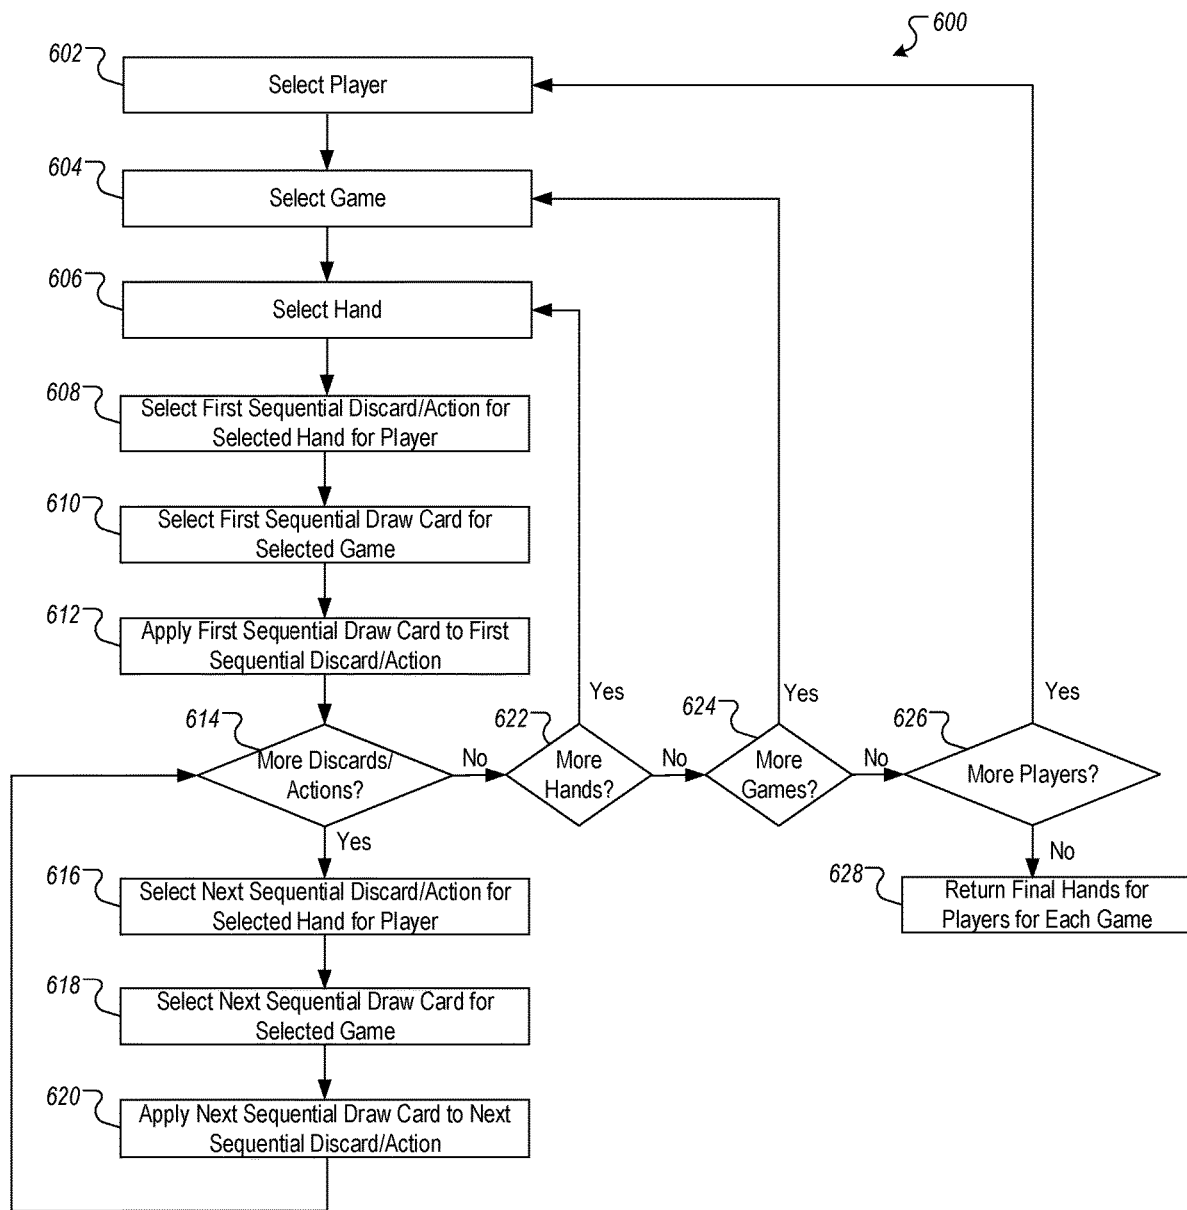 600
602
Select Player
604
Select Game
606
Select Hand
608
Select First Sequential Discard/Action for
Selected Hand for Player
610
Select First Sequential Draw Card for
Selected Game
612
Apply First Sequential Draw Card to First
Sequential Discard/Action
614
More Discards/
Actions?
No
Yes
622
More
Hands?
Yes
No
624
More
Games?
Yes
No
626
More Players?
Yes
No
616
Select Next Sequential Discard/Action for
Selected Hand for Player
628
Return Final Hands for
Players for Each Game
618
Select Next Sequential Draw Card for
Selected Game
620
Apply Next Sequential Draw Card to Next
Sequential Discard/Action